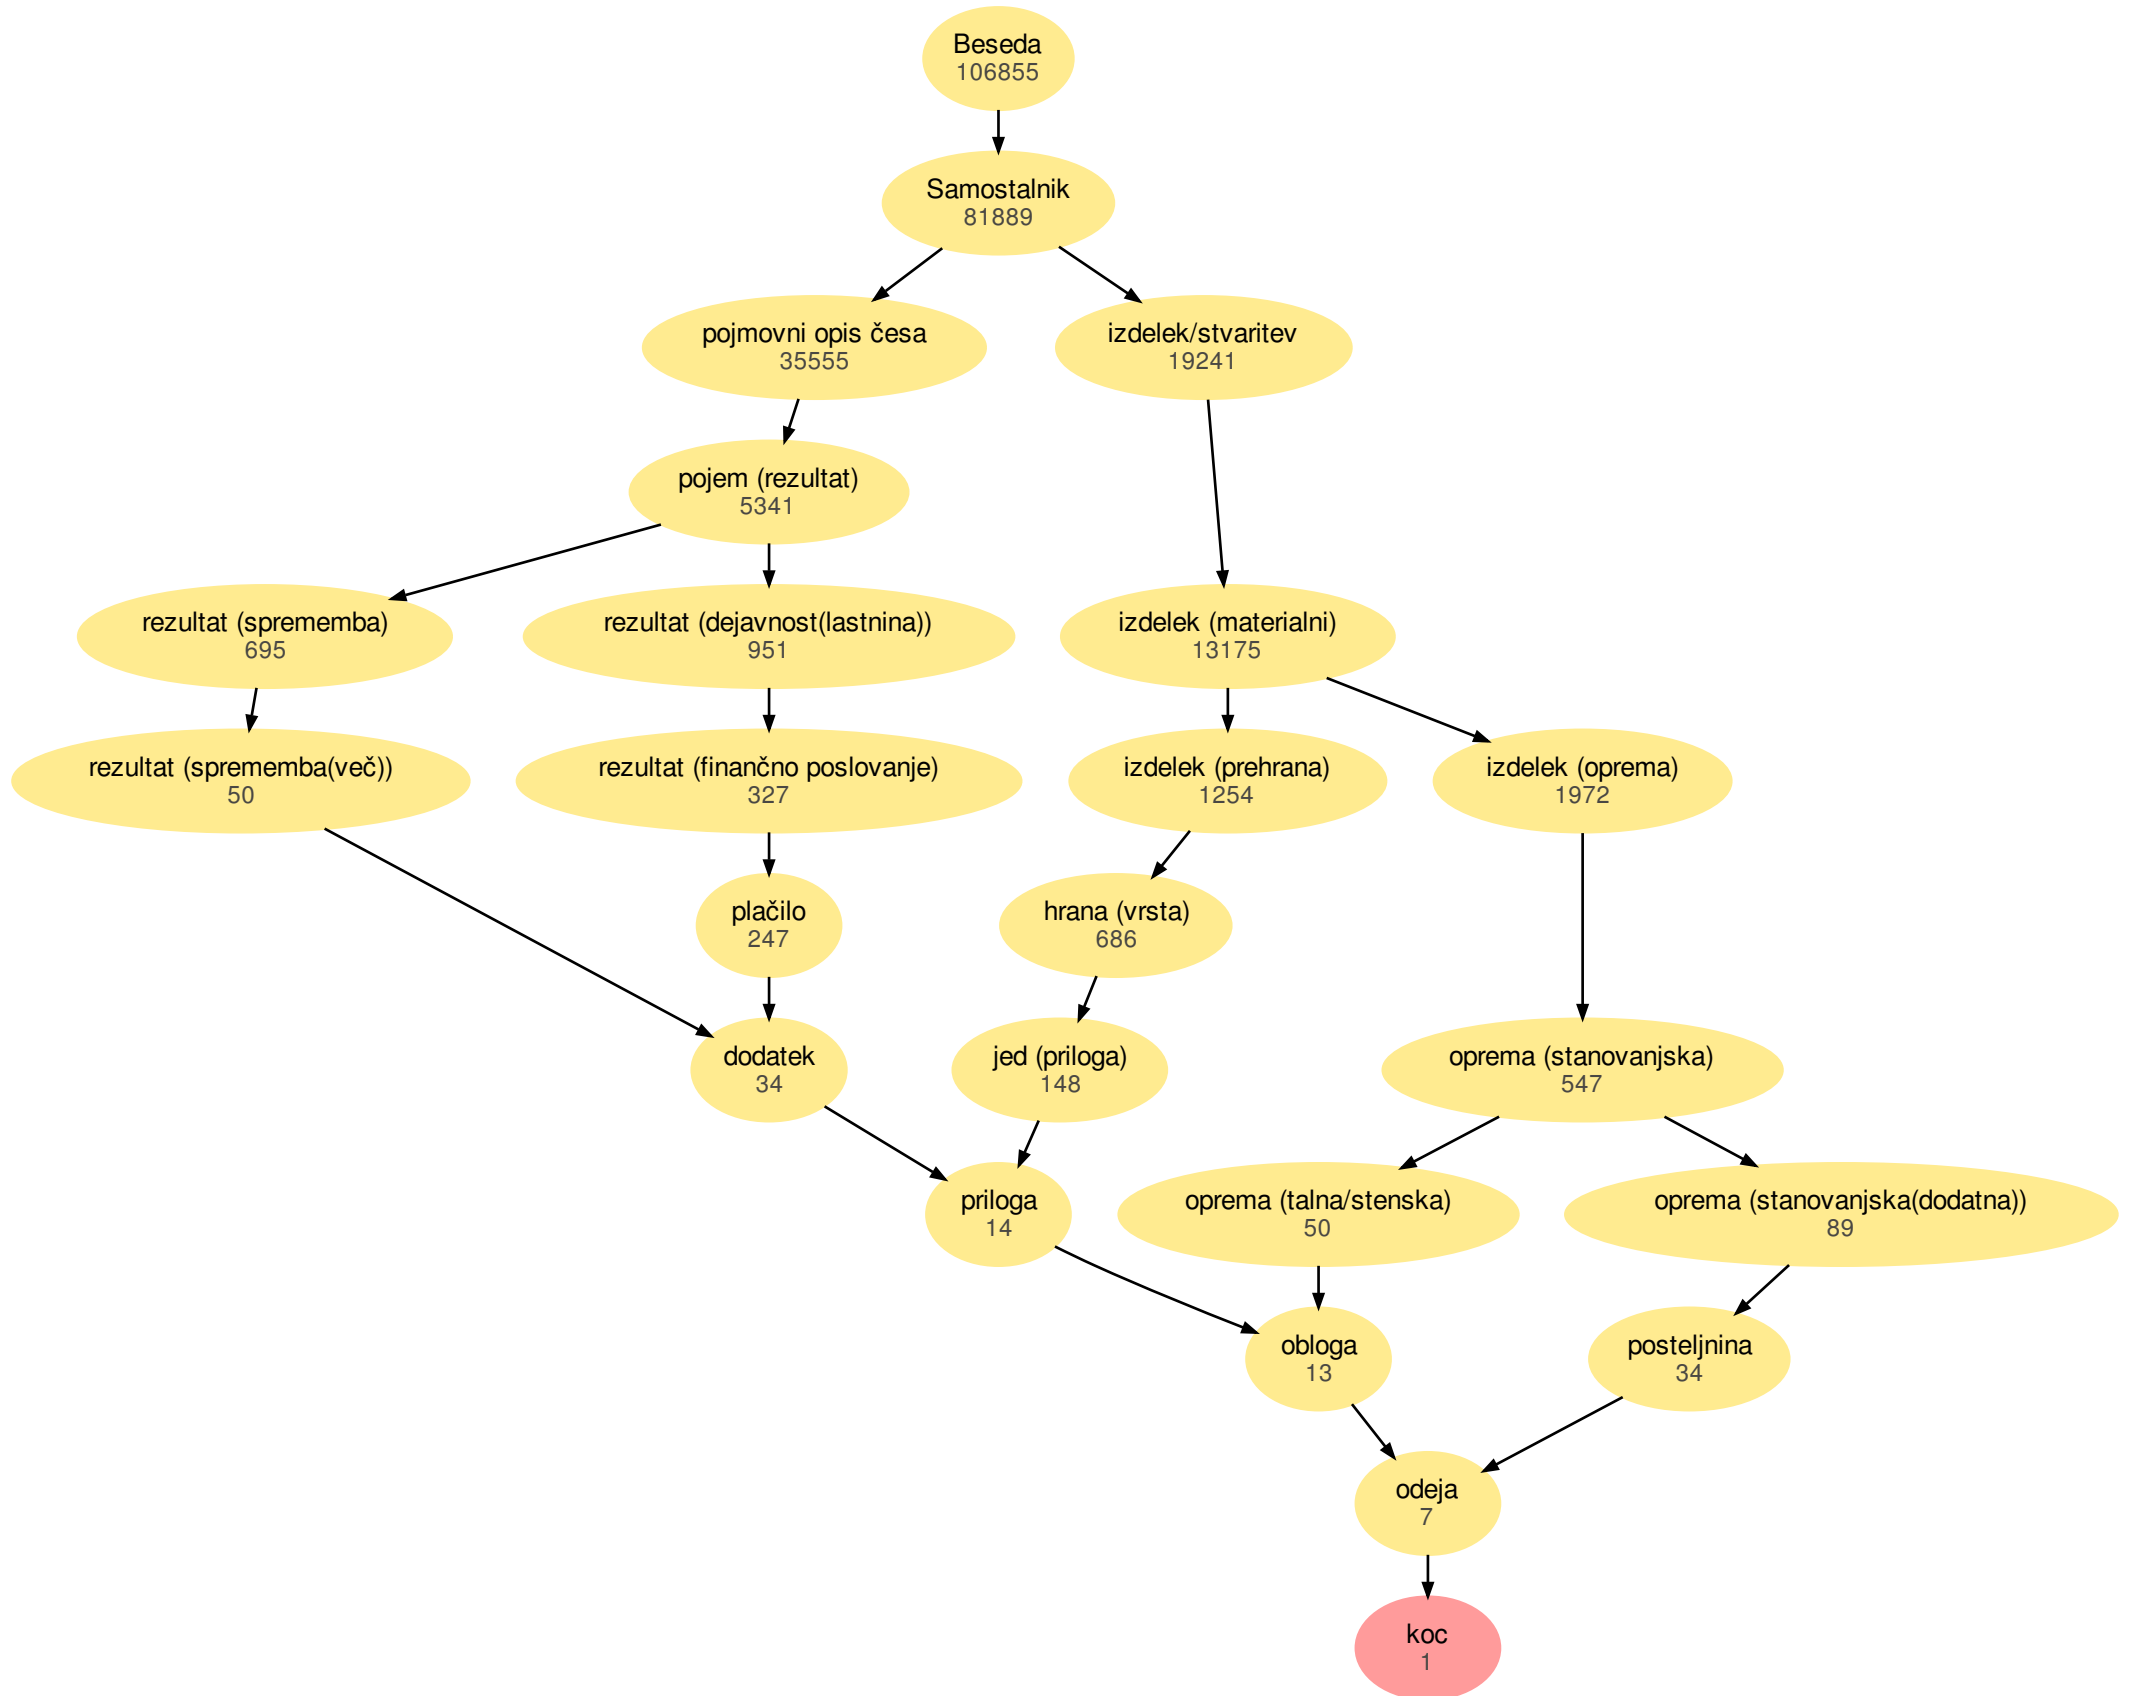 Beseda
106855
Samostalnik
81889
pojmovni opis česa
35555
izdelek/stvaritev
19241
pojem (rezultat)
5341
rezultat (sprememba)
695
rezultat (dejavnost(lastnina))
951
izdelek (materialni)
13175
rezultat (sprememba(več))
50
rezultat (finančno poslovanje)
327
izdelek (prehrana)
1254
izdelek (oprema)
1972
plačilo
247
hrana (vrsta)
686
dodatek
34
jed (priloga)
148
oprema (stanovanjska)
547
priloga
14
oprema (talna/stenska)
50
oprema (stanovanjska(dodatna))
89
obloga
13
posteljnina
34
odeja
7
koc
1